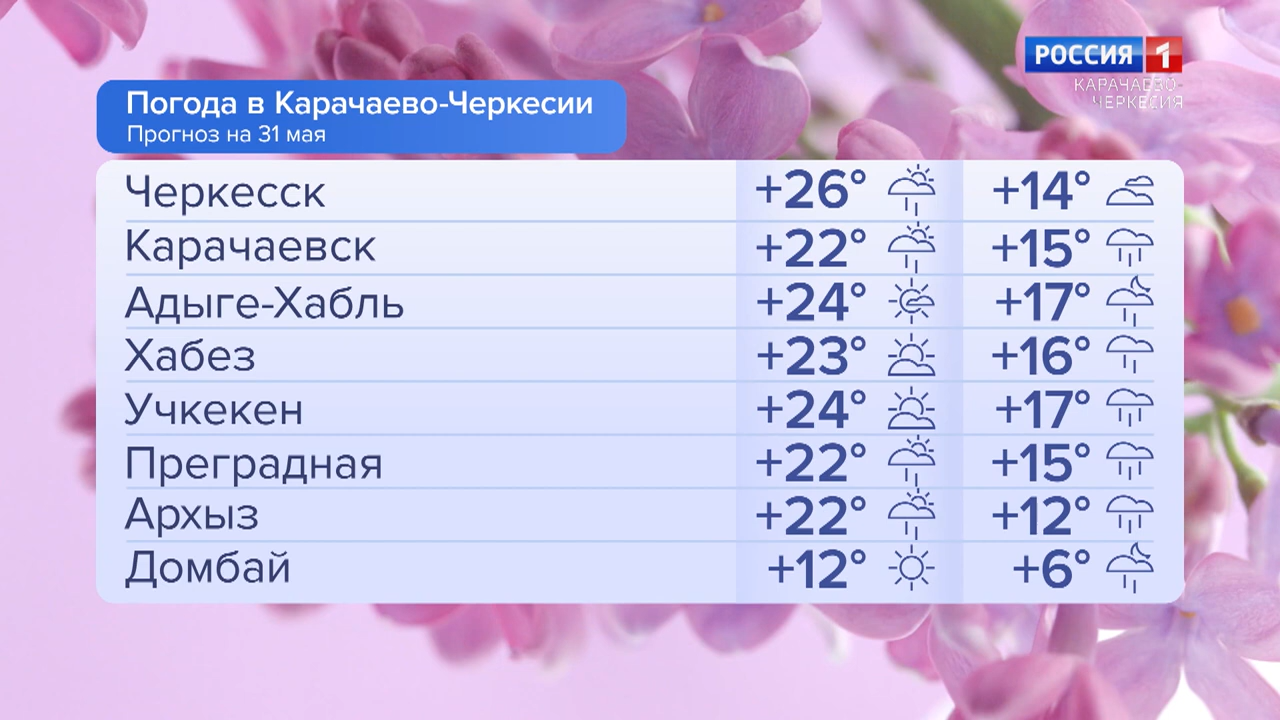 РОССИЯ 1
КАРАЧАЕВО-
ЧЕРКЕСИЯ
Погода в Карачаево-Черкесии
Прогноз на 31 мая
Черкесск +26° +14°
Карачаевск +22° +15°
Адыге-Хабль +24° +17°
Хабез +23° +16°
Учкекен +24° +17°
Преградная +22° +15°
Архыз +22° +12°
Домбай +12° +6°